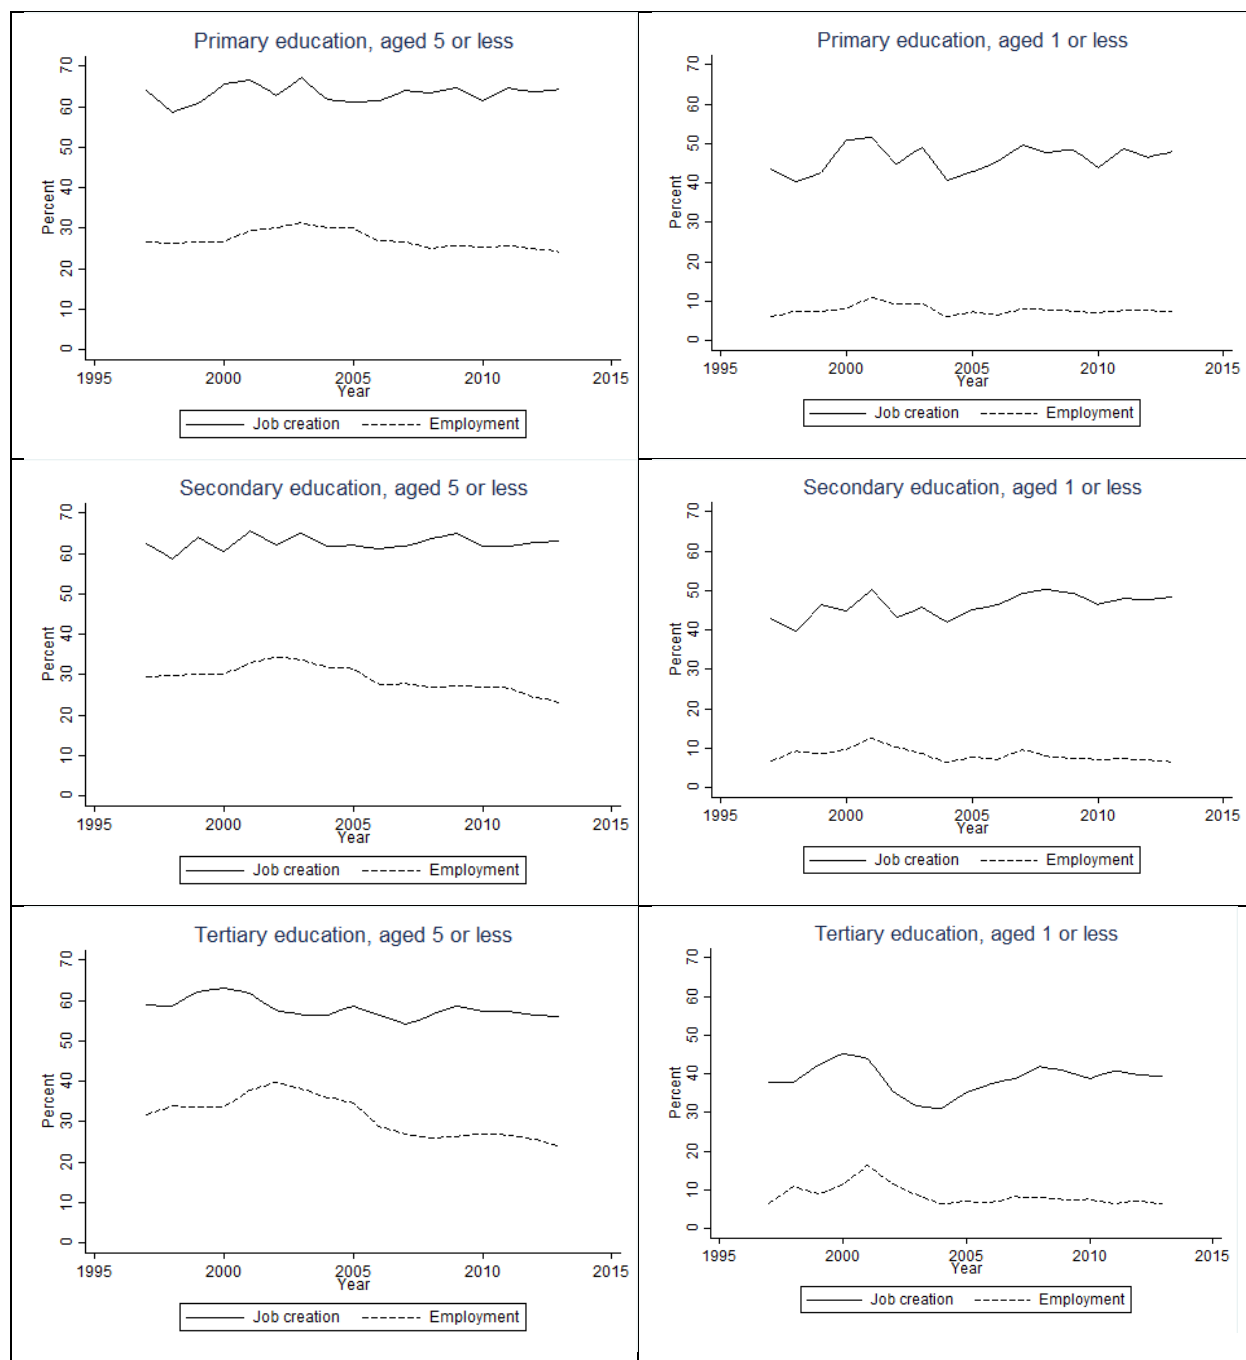 Primary education, aged 5 or less
70
60
50
40
30
20
10
0
Percent
1995 2000 2005 2010 2015
Year
Job creation Employment
Primary education, aged 1 or less
70
60
50
40
30
20
10
0
Percent
1995 2000 2005 2010 2015
Year
Job creation Employment
Secondary education, aged 5 or less
70
60
50
40
30
20
10
0
Percent
1995 2000 2005 2010 2015
Year
Job creation Employment
Secondary education, aged 1 or less
70
60
50
40
30
20
10
0
Percent
1995 2000 2005 2010 2015
Year
Job creation Employment
Tertiary education, aged 5 or less
70
60
50
40
30
20
10
0
Percent
1995 2000 2005 2010 2015
Year
Job creation Employment
Tertiary education, aged 1 or less
70
60
50
40
30
20
10
0
Percent
1995 2000 2005 2010 2015
Year
Job creation Employment